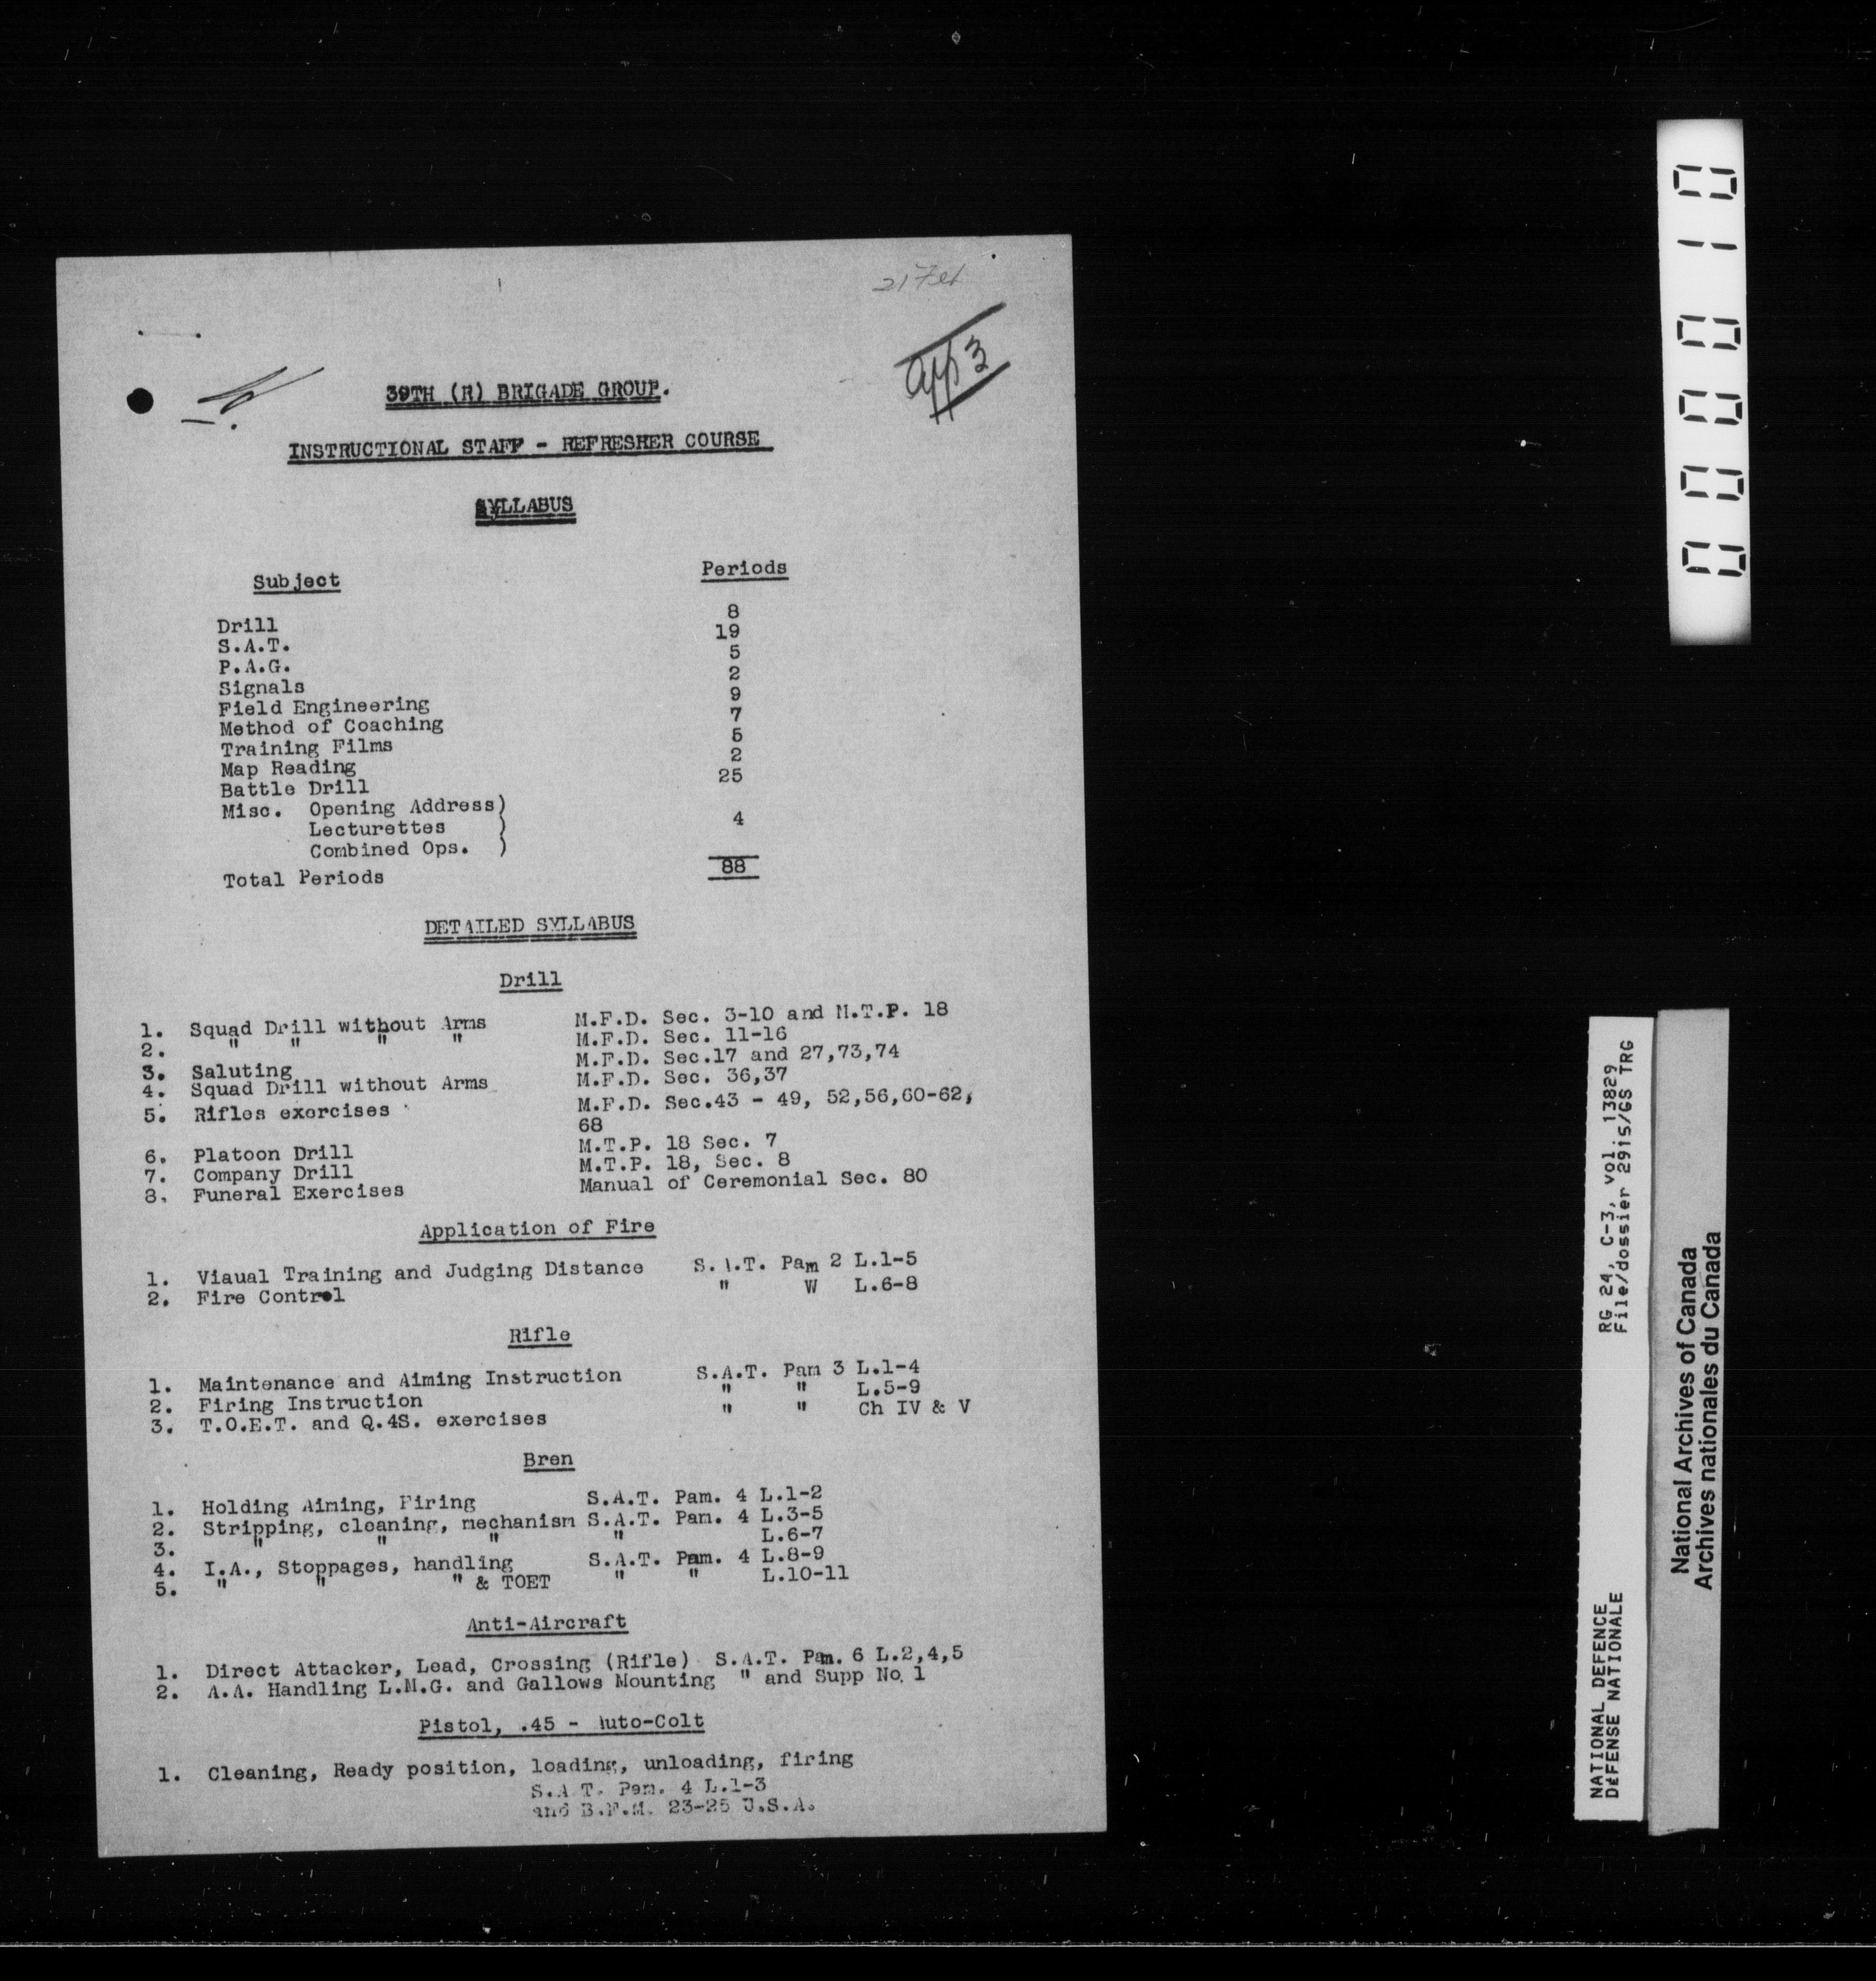 21 Feb
App 3
39TH (R) BRIGADE GROUP.
INSTRUCTIONAL STAFF - REFRESHER COURSE
SYLLABUS
Subject Periods
Drill 8
S.A.T. 19
P.A.G. 5
Signals 2
Field Engineering 9
Method of Coaching 7
Training Films 5
Map Reading 2
Battle Drill 25
Misc. Opening Address)
Lecturettes ) 4
Combined Ops. )
Total Periods 88
DETAILED SYLLABUS
Drill
1. Squad Drill without Arms M.F.D. Sec. 3-10 and M.T.P. 18
2. " " " " M.F.D. Sec. 11-16
3. Saluting M.F.D. Sec.17 and 27,73,74
4. Squad Drill without Arms M.F.D. Sec. 36,37
5. Rifles exercises M.F.D. Sec.43 - 49, 52,56,60-62,
68
6. Platoon Drill M.T.P. 18 Sec. 7
7. Company Drill M.T.P. 18, Sec. 8
8. Funeral Exercises Manual of Ceremonial Sec. 80
Application of Fire
1. Viaual Training and Judging Distance S.A.T. Pam 2 L.1-5
2. Fire Control " W L.6-8
Rifle
1. Maintenance and Aiming Instruction S.A.T. Pam 3 L.1-4
2. Firing Instruction " " L.5-9
3. T.O.E.T. and Q.4S. exercises " " Ch IV & V
Bren
1. Holding Aiming, Firing S.A.T. Pam. 4 L.1-2
2. Stripping, cleaning, mechanism S.A.T. Pam. 4 L.3-5
3. " " " " L.6-7
4. I.A., Stoppages, handling S.A.T. Pam. 4 L.8-9
5. " " " & TOET " " L.10-11
Anti-Aircraft
1. Direct Attacker, Lead, Crossing (Rifle) S.A.T. Pam. 6 L.2,4,5
2. A.A. Handling L.M.G. and Gallows Mounting " and Supp No. 1
Pistol, .45 - Auto-Colt
1. Cleaning, Ready position, loading, unloading, firing
S.A.T. Pam. 4 L.1-3
and B.F.M. 23-25 U.S.A.
000010
NATIONAL DEFENCE RG 24, C-3, vol. 13829
DEFENSE NATIONALE File/dossier 2915/GS TRG
National Archives of Canada
Archives nationales du Canada